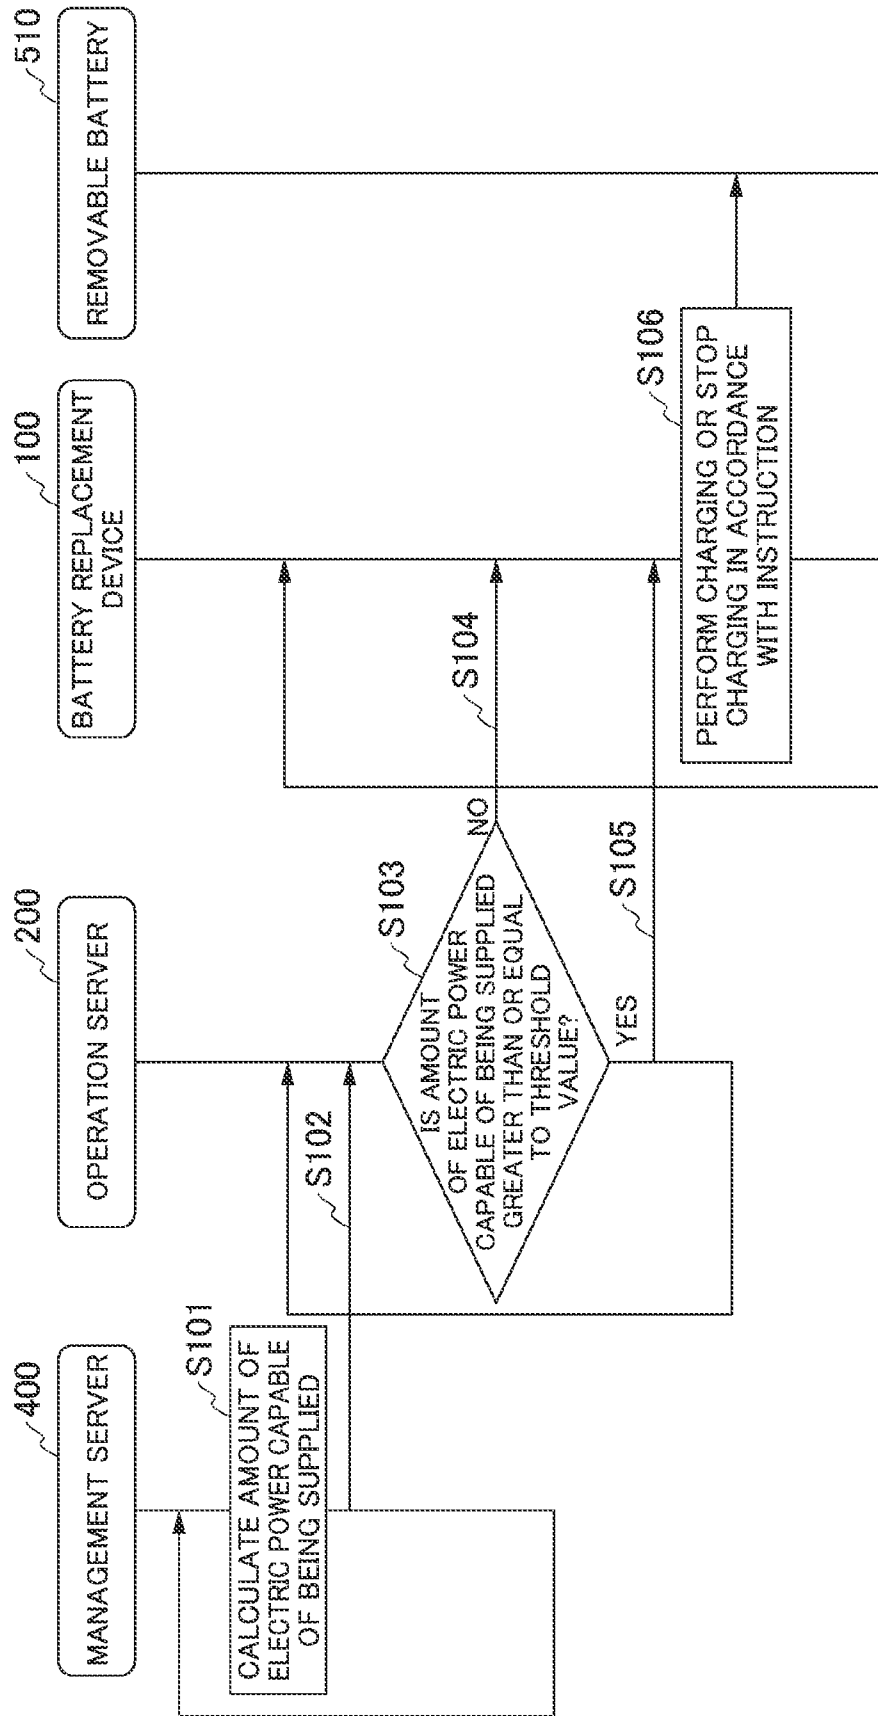 400
MANAGEMENT SERVER
200
OPERATION SERVER
100
BATTERY REPLACEMENT
DEVICE
510
REMOVABLE BATTERY
S101
CALCULATE AMOUNT OF
ELECTRIC POWER CAPABLE
OF BEING SUPPLIED
S102
S103
IS AMOUNT
OF ELECTRIC POWER
CAPABLE OF BEING SUPPLIED
GREATER THAN OR EQUAL
TO THRESHOLD
VALUE?
NO
S104
YES
S105
S106
PERFORM CHARGING OR STOP
CHARGING IN ACCORDANCE
WITH INSTRUCTION